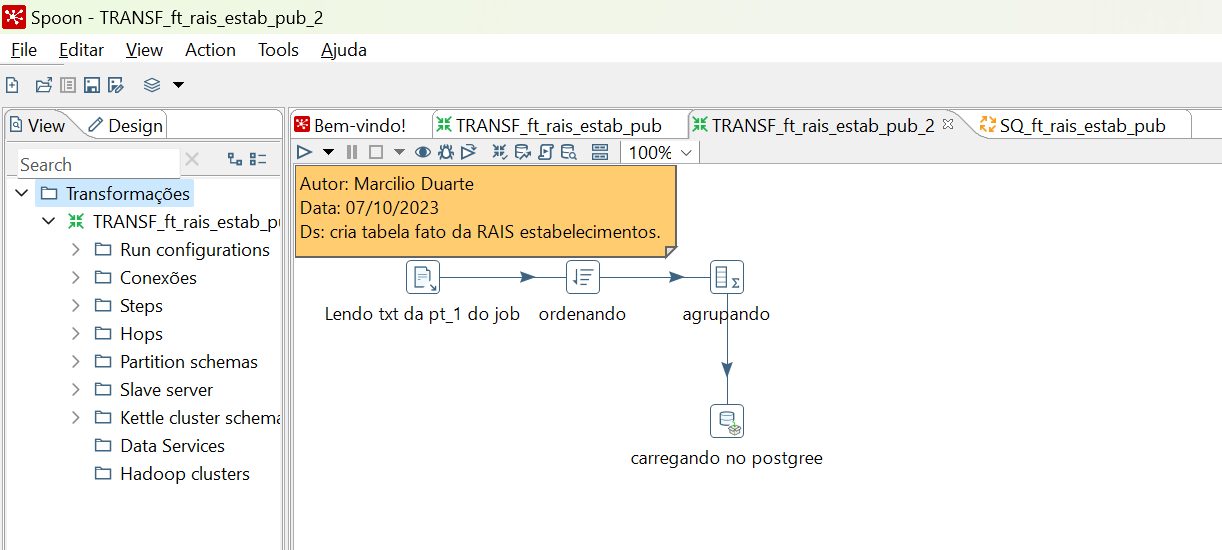 Spoon - TRANSF_ft_rais_estab_pub_2
File Editar View Action Tools Ajuda
View Design
Search
Transformações
TRANSF_ft_rais_estab_p
Run configurations
Conexões
Steps
Hops
Partition schemas
Slave server
Kettle cluster schema
Data Services
Hadoop clusters
Bem-vindo! TRANSF_ft_rais_estab_pub TRANSF_ft_rais_estab_pub_2 SQ_ft_rais_estab_pub
100%
Autor: Marcilio Duarte
Data: 07/10/2023
Ds: cria tabela fato da RAIS estabelecimentos.
Lendo txt da pt_1 do job ordenando agrupando
carregando no postgree